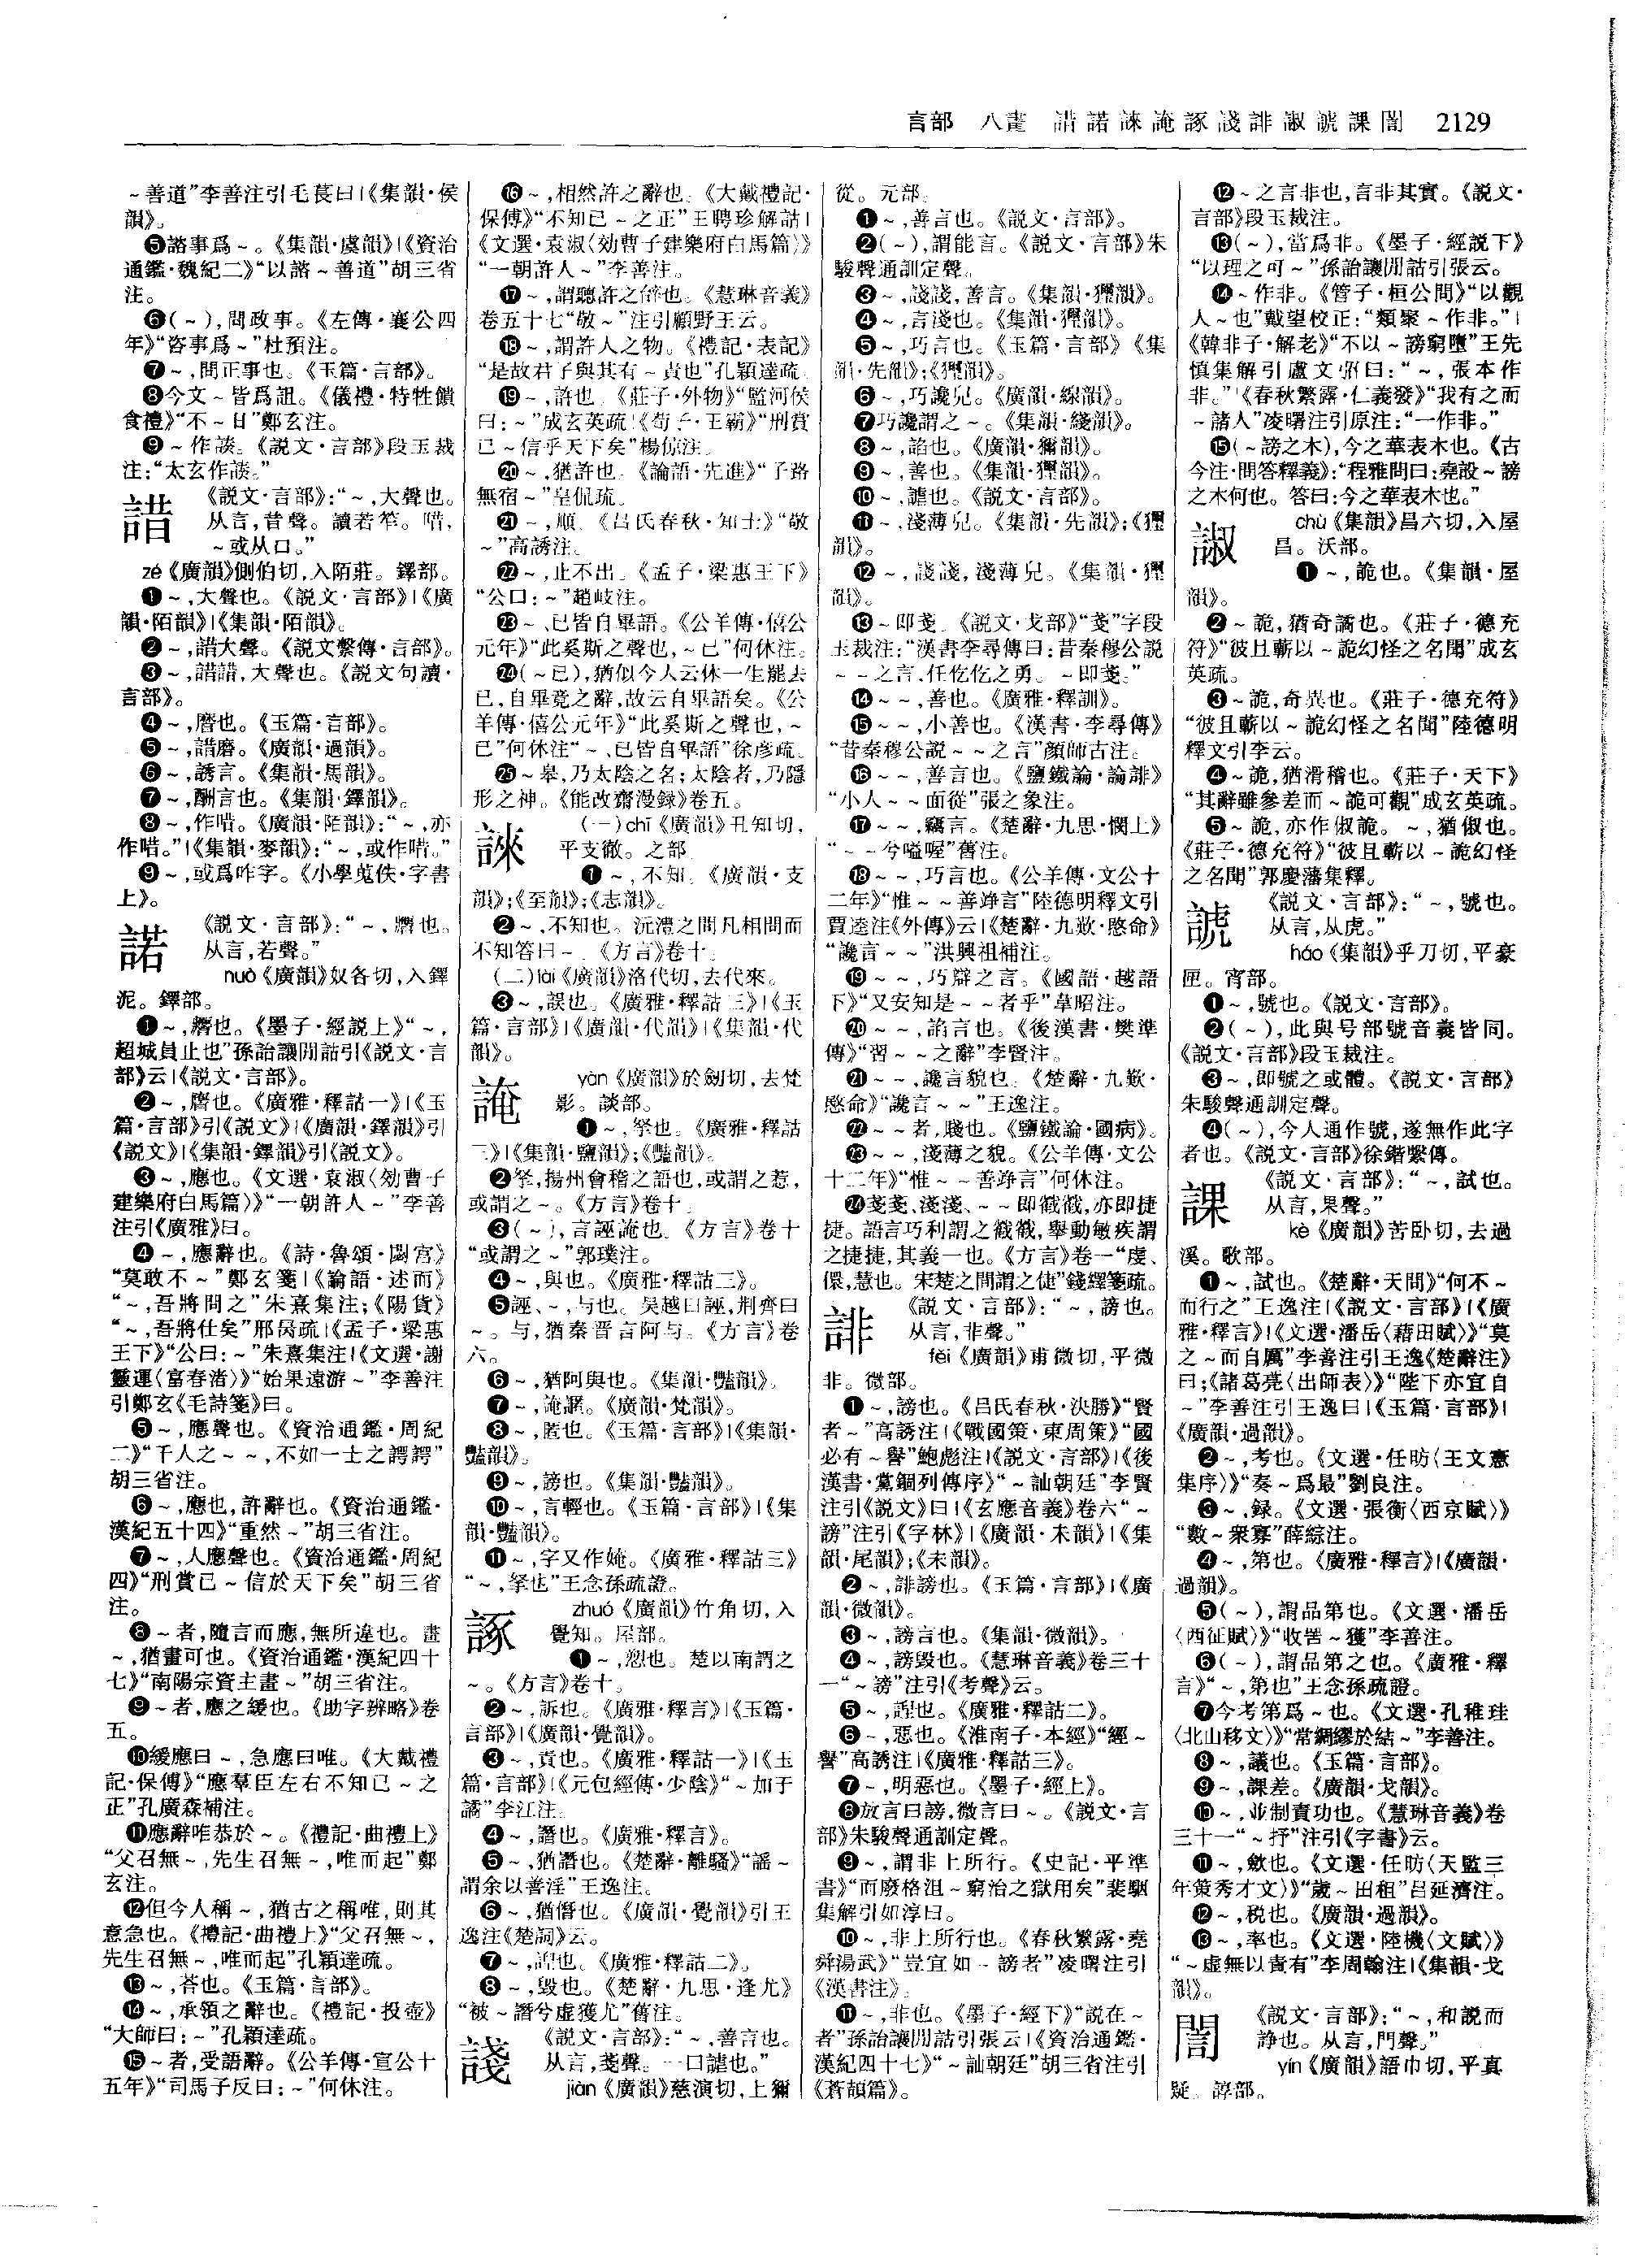 言部 八畫 諎諾誺誽諑諓誹諔諕課誾 2129
~善道”李善注引毛萇曰|《集韻·侯
韻》。
❺諮事爲~。《集韻·虞韻》|《資治
通鑑·魏紀二》“以諮~善道”胡三省
注。
❻(~),問政事。《左傳·襄公四
年》“咨事爲~”杜預注。
❼~,問正事也。《玉篇·言部》。
❽今文~皆爲詛。《儀禮·特牲饋
食禮》“不~日”鄭玄注。
❾~作諔。《説文·言部》段玉裁
注:“太玄作諔。”
諎 《説文·言部》:“~,大聲也。
从言,昔聲。讀若笮。唶,
~或从口。”
zé《廣韻》側伯切,入陌莊。鐸部。
❶~,大聲也。《説文·言部》|《廣
韻·陌韻》|《集韻·陌韻》。
❷~,諎大聲。《説文繫傳·言部》。
❸~,諎諎,大聲也。《説文句讀·
言部》。
❹~,譍也。《玉篇·言部》。
❺~,諎磨。《廣韻·過韻》。
❻~,誘言。《集韻·馬韻》。
❼~,酬言也。《集韻·鐸韻》。
❽~,作唶。《廣韻·陌韻》:“~,亦
作唶。”|《集韻·麥韻》:“~,或作唶。”
❾~,或爲咋字。《小學蒐佚·字書
上》。
諾 《説文·言部》:“~,𧭭也。
从言,若聲。”
nuò《廣韻》奴各切,入鐸
泥。鐸部。
❶~,𧭭也。《墨子·經説上》“~,
超城員止也”孫詒讓閒詁引《説文·言
部》云|《説文·言部》。
❷~,譍也。《廣雅·釋詁一》|《玉
篇·言部》引《説文》|《廣韻·鐸韻》引
《説文》|《集韻·鐸韻》引《説文》。
❸~,應也。《文選·袁淑〈効曹子
建樂府白馬篇〉》“一朝許人~”李善
注引《廣雅》曰。
❹~,應辭也。《詩·魯頌·閟宮》
“莫敢不~”鄭玄箋|《論語·述而》
“~,吾將問之”朱熹集注;《陽貨》
“~,吾將仕矣”邢昺疏|《孟子·梁惠
王下》“公曰:~”朱熹集注|《文選·謝
靈運〈富春渚〉》“始果遠游~”李善注
引鄭玄《毛詩箋》曰。
❺~,應聲也。《資治通鑑·周紀
二》“千人之~~,不如一士之諤諤”
胡三省注。
❻~,應也,許辭也。《資治通鑑·
漢紀五十四》“重然~”胡三省注。
❼~,人應聲也。《資治通鑑·周紀
四》“刑賞已~信於天下矣”胡三省
注。
❽~者,隨言而應,無所違也。畫
~,猶畫可也。《資治通鑑·漢紀四十
七》“南陽宗資主畫~”胡三省注。
❾~者,應之緩也。《助字辨略》卷
五。
❿緩應曰~,急應曰唯。《大戴禮
記·保傅》“應羣臣左右不知已~之
正”孔廣森補注。
⓫應辭唯恭於~。《禮記·曲禮上》
“父召無~,先生召無~,唯而起”鄭
玄注。
⓬但今人稱~,猶古之稱唯,則其
意急也。《禮記·曲禮上》“父召無~,
先生召無~,唯而起”孔穎達疏。
⓭~,荅也。《玉篇·言部》。
⓮~,承領之辭也。《禮記·投壺》
“大師曰:~”孔穎達疏。
⓯~者,受語辭。《公羊傳·宣公十
五年》“司馬子反曰:~”何休注。
⓰~,相然許之辭也。《大戴禮記·
保傅》“不知已~之正”王聘珍解詁|
《文選·袁淑〈効曹子建樂府白馬篇〉》
“一朝許人~”李善注。
⓱~,謂聽許之𧦝也。《慧琳音義》
卷五十七“敬~”注引顧野王云。
⓲~,謂許人之物。《禮記·表記》
“是故君子與其有~責也”孔穎達疏。
⓳~,許也。《莊子·外物》“監河侯
曰:~”成玄英疏|《荀子·王霸》“刑賞
已~信乎天下矣”楊倞注。
⓴~,猶許也。《論語·先進》“子路
無宿~”皇侃疏。
㉑~,順。《吕氏春秋·知士》“敬
~”高誘注。
㉒~,止不出。《孟子·梁惠王下》
“公曰:~”趙岐注。
㉓~、已皆自畢語。《公羊傳·僖公
元年》“此奚斯之聲也,~已”何休注。
㉔(~已),猶似今人云休一生罷去
已,自畢竟之辭,故云自畢語矣。《公
羊傳·僖公元年》“此奚斯之聲也,~
已”何休注“~、已皆自畢語”徐彦疏。
㉕~皋,乃太陰之名;太陰者,乃隱
形之神。《能改齋漫録》卷五。
誺 (一)chī《廣韻》丑知切,
平支徹。之部。
❶~,不知。《廣韻·支
韻》;《至韻》;《志韻》。
❷~,不知也。沅澧之間凡相問而
不知答曰~。《方言》卷十。
(二)lài《廣韻》洛代切,去代來。
❸~,誤也。《廣雅·釋詁三》|《玉
篇·言部》|《廣韻·代韻》|《集韻·代
韻》。
䛳 yàn《廣韻》於劒切,去梵
影。談部。
❶~,挐也。《廣雅·釋詁
三》|《集韻·鹽韻》;《豔韻》。
❷挐,揚州會稽之語也,或謂之惹,
或謂之~。《方言》卷十。
❸(~),言誣䛳也。《方言》卷十
“或謂之~”郭璞注。
❹~,與也。《廣雅·釋詁二》。
❺誣、~,与也。吴越曰誣,荆齊曰
~。与,猶秦晋言阿与。《方言》卷
六。
❻~,猶阿與也。《集韻·豔韻》。
❼~,䛳䛯。《廣韻·梵韻》。
❽~,匿也。《玉篇·言部》|《集韻·
豔韻》。
❾~,謗也。《集韻·豔韻》。
❿~,言輕也。《玉篇·言部》|《集
韻·豔韻》。
⓫~,字又作媕。《廣雅·釋詁三》
“~,挐也”王念孫疏證。
諑 zhuó《廣韻》竹角切,入
覺知。屋部。
❶~,愬也。楚以南謂之
~。《方言》卷十。
❷~,訴也。《廣雅·釋言》|《玉篇·
言部》|《廣韻·覺韻》。
❸~,責也。《廣雅·釋詁一》|《玉
篇·言部》|《元包經傳·少陰》“~加于
譎”李江注。
❹~,譖也。《廣雅·釋言》。
❺~,猶譖也。《楚辭·離騷》“謡~
謂余以善淫”王逸注。
❻~,猶僭也。《廣韻·覺韻》引王
逸注《楚詞》云。
❼~,𧧼也。《廣雅·釋詁二》。
❽~,毁也。《楚辭·九思·逢尤》
“被~譖兮虚獲尤”舊注。
諓 《説文·言部》:“~,善言也。
从言,戔聲。一曰謔也。”
jiàn《廣韻》慈演切,上獮
從。元部。
❶~,善言也。《説文·言部》。
❷(~),謂能言。《説文·言部》朱
駿聲通訓定聲。
❸~,諓諓,善言。《集韻·獮韻》。
❹~,言淺也。《集韻·獮韻》。
❺~,巧言也。《玉篇·言部》《集
韻·先韻》;《獮韻》。
❻~,巧讒皃。《廣韻·線韻》。
❼巧讒謂之~。《集韻·綫韻》。
❽~,諂也。《廣韻·獮韻》。
❾~,善也。《集韻·獮韻》。
❿~,謔也。《説文·言部》。
⓫~,淺薄皃。《集韻·先韻》;《獮
韻》。
⓬~,諓諓,淺薄皃。《集韻·獮
韻》。
⓭~即戔。《説文·戈部》“戔”字段
玉裁注:“漢書李尋傳曰:昔秦穆公説
~~之言,任仡仡之勇。~即戔。”
⓮~~,善也。《廣雅·釋訓》。
⓯~~,小善也。《漢書·李尋傳》
“昔秦穆公説~~之言”顔師古注。
⓰~~,善言也。《鹽鐵論·論誹》
“小人~~面從”張之象注。
⓱~~,竊言。《楚辭·九思·憫上》
“~~兮嗌喔”舊注。
⓲~~,巧言也。《公羊傳·文公十
二年》“惟~~善竫言”陸德明釋文引
賈逵注《外傳》云|《楚辭·九歎·愍命》
“讒言~~”洪興祖補注。
⓳~~,巧辯之言。《國語·越語
下》“又安知是~~者乎”韋昭注。
⓴~~,諂言也。《後漢書·樊準
傳》“習~~之辭”李賢注。
㉑~~,讒言貌也。《楚辭·九歎·
愍命》“讒言~~”王逸注。
㉒~~者,賤也。《鹽鐵論·國病》。
㉓~~,淺薄之貌。《公羊傳·文公
十二年》“惟~~善竫言”何休注。
㉔戔戔、淺淺、~~即截截,亦即捷
捷。語言巧利謂之截截,舉動敏疾謂
之捷捷,其義一也。《方言》卷一“虔、
儇,慧也。宋楚之間謂之倢”錢繹箋疏。
誹 《説文·言部》:“~,謗也。
从言,非聲。”
fēi《廣韻》甫微切,平微
非。微部。
❶~,謗也。《吕氏春秋·決勝》“賢
者~”高誘注|《戰國策·東周策》“國
必有~譽”鮑彪注|《説文·言部》|《後
漢書·黨錮列傳序》“~訕朝廷”李賢
注引《説文》曰|《玄應音義》卷六“~
謗”注引《字林》|《廣韻·未韻》|《集
韻·尾韻》;《未韻》。
❷~,誹謗也。《玉篇·言部》|《廣
韻·微韻》。
❸~,謗言也。《集韻·微韻》。
❹~,謗毁也。《慧琳音義》卷三十
一“~謗”注引《考聲》云。
❺~,𧧼也。《廣雅·釋詁二》。
❻~,惡也。《淮南子·本經》“經~
譽”高誘注|《廣雅·釋詁三》。
❼~,明惡也。《墨子·經上》。
❽放言曰謗,微言曰~。《説文·言
部》朱駿聲通訓定聲。
❾~,謂非上所行。《史記·平準
書》“而廢格沮~窮治之獄用矣”裴駰
集解引如淳曰。
❿~,非上所行也。《春秋繁露·堯
舜湯武》“豈宜如~謗者”凌曙注引
《漢書注》。
⓫~,非也。《墨子·經下》“説在~
者”孫詒讓閒詁引張云|《資治通鑑·
漢紀四十七》“~訕朝廷”胡三省注引
《蒼頡篇》。
⓬~之言非也,言非其實。《説文·
言部》段玉裁注。
⓭(~),當爲非。《墨子·經説下》
“以理之可~”孫詒讓閒詁引張云。
⓮~作非。《管子·桓公問》“以觀
人~也”戴望校正:“類聚~作非。”|
《韓非子·解老》“不以~謗窮墮”王先
慎集解引盧文弨曰:“~,張本作
非。”|《春秋繁露·仁義發》“我有之而
~諸人”凌曙注引原注:“一作非。”
⓯(~謗之木),今之華表木也。《古
今注·問答釋義》:“程雅問曰:堯設~謗
之木何也。答曰:今之華表木也。”
諔 chù《集韻》昌六切,入屋
昌。沃部。
❶~,詭也。《集韻·屋
韻》。
❷~詭,猶奇譎也。《莊子·德充
符》“彼且蘄以~詭幻怪之名聞”成玄
英疏。
❸~詭,奇異也。《莊子·德充符》
“彼且蘄以~詭幻怪之名聞”陸德明
釋文引李云。
❹~詭,猶滑稽也。《莊子·天下》
“其辭雖參差而~詭可觀”成玄英疏。
❺~詭,亦作俶詭。~,猶俶也。
《莊子·德充符》“彼且蘄以~詭幻怪
之名聞”郭慶藩集釋。
諕 《説文·言部》:“~,號也。
从言,从虎。”
háo《集韻》乎刀切,平豪
匣。宵部。
❶~,號也。《説文·言部》。
❷(~),此與号部號音義皆同。
《説文·言部》段玉裁注。
❸~,即號之或體。《説文·言部》
朱駿聲通訓定聲。
❹(~),今人通作號,遂無作此字
者也。《説文·言部》徐鍇繫傳。
課 《説文·言部》:“~,試也。
从言,果聲。”
kè《廣韻》苦卧切,去過
溪。歌部。
❶~,試也。《楚辭·天問》“何不~
而行之”王逸注|《説文·言部》|《廣
雅·釋言》|《文選·潘岳〈藉田賦〉》“莫
之~而自厲”李善注引王逸《楚辭注》
曰;《諸葛亮〈出師表〉》“陛下亦宜自
~”李善注引王逸曰|《玉篇·言部》|
《廣韻·過韻》。
❷~,考也。《文選·任昉〈王文憲
集序〉》“奏~爲最”劉良注。
❸~,録。《文選·張衡〈西京賦〉》
“數~衆寡”薛綜注。
❹~,第也。《廣雅·釋言》|《廣韻·
過韻》。
❺(~),謂品第也。《文選·潘岳
〈西征賦〉》“收罟~獲”李善注。
❻(~),謂品第之也。《廣雅·釋
言》“~,第也”王念孫疏證。
❼今考第爲~也。《文選·孔稚珪
〈北山移文〉》“常綢繆於結~”李善注。
❽~,議也。《玉篇·言部》。
❾~,課差。《廣韻·戈韻》。
❿~,並制責功也。《慧琳音義》卷
三十一“~抒”注引《字書》云。
⓫~,斂也。《文選·任昉〈天監三
年策秀才文〉》“歲~田租”吕延濟注。
⓬~,税也。《廣韻·過韻》。
⓭~,率也。《文選·陸機〈文賦〉》
“~虚無以責有”李周翰注|《集韻·戈
韻》。
誾 《説文·言部》:“~,和説而
諍也。从言,門聲。”
yín《廣韻》語巾切,平真
疑。諄部。